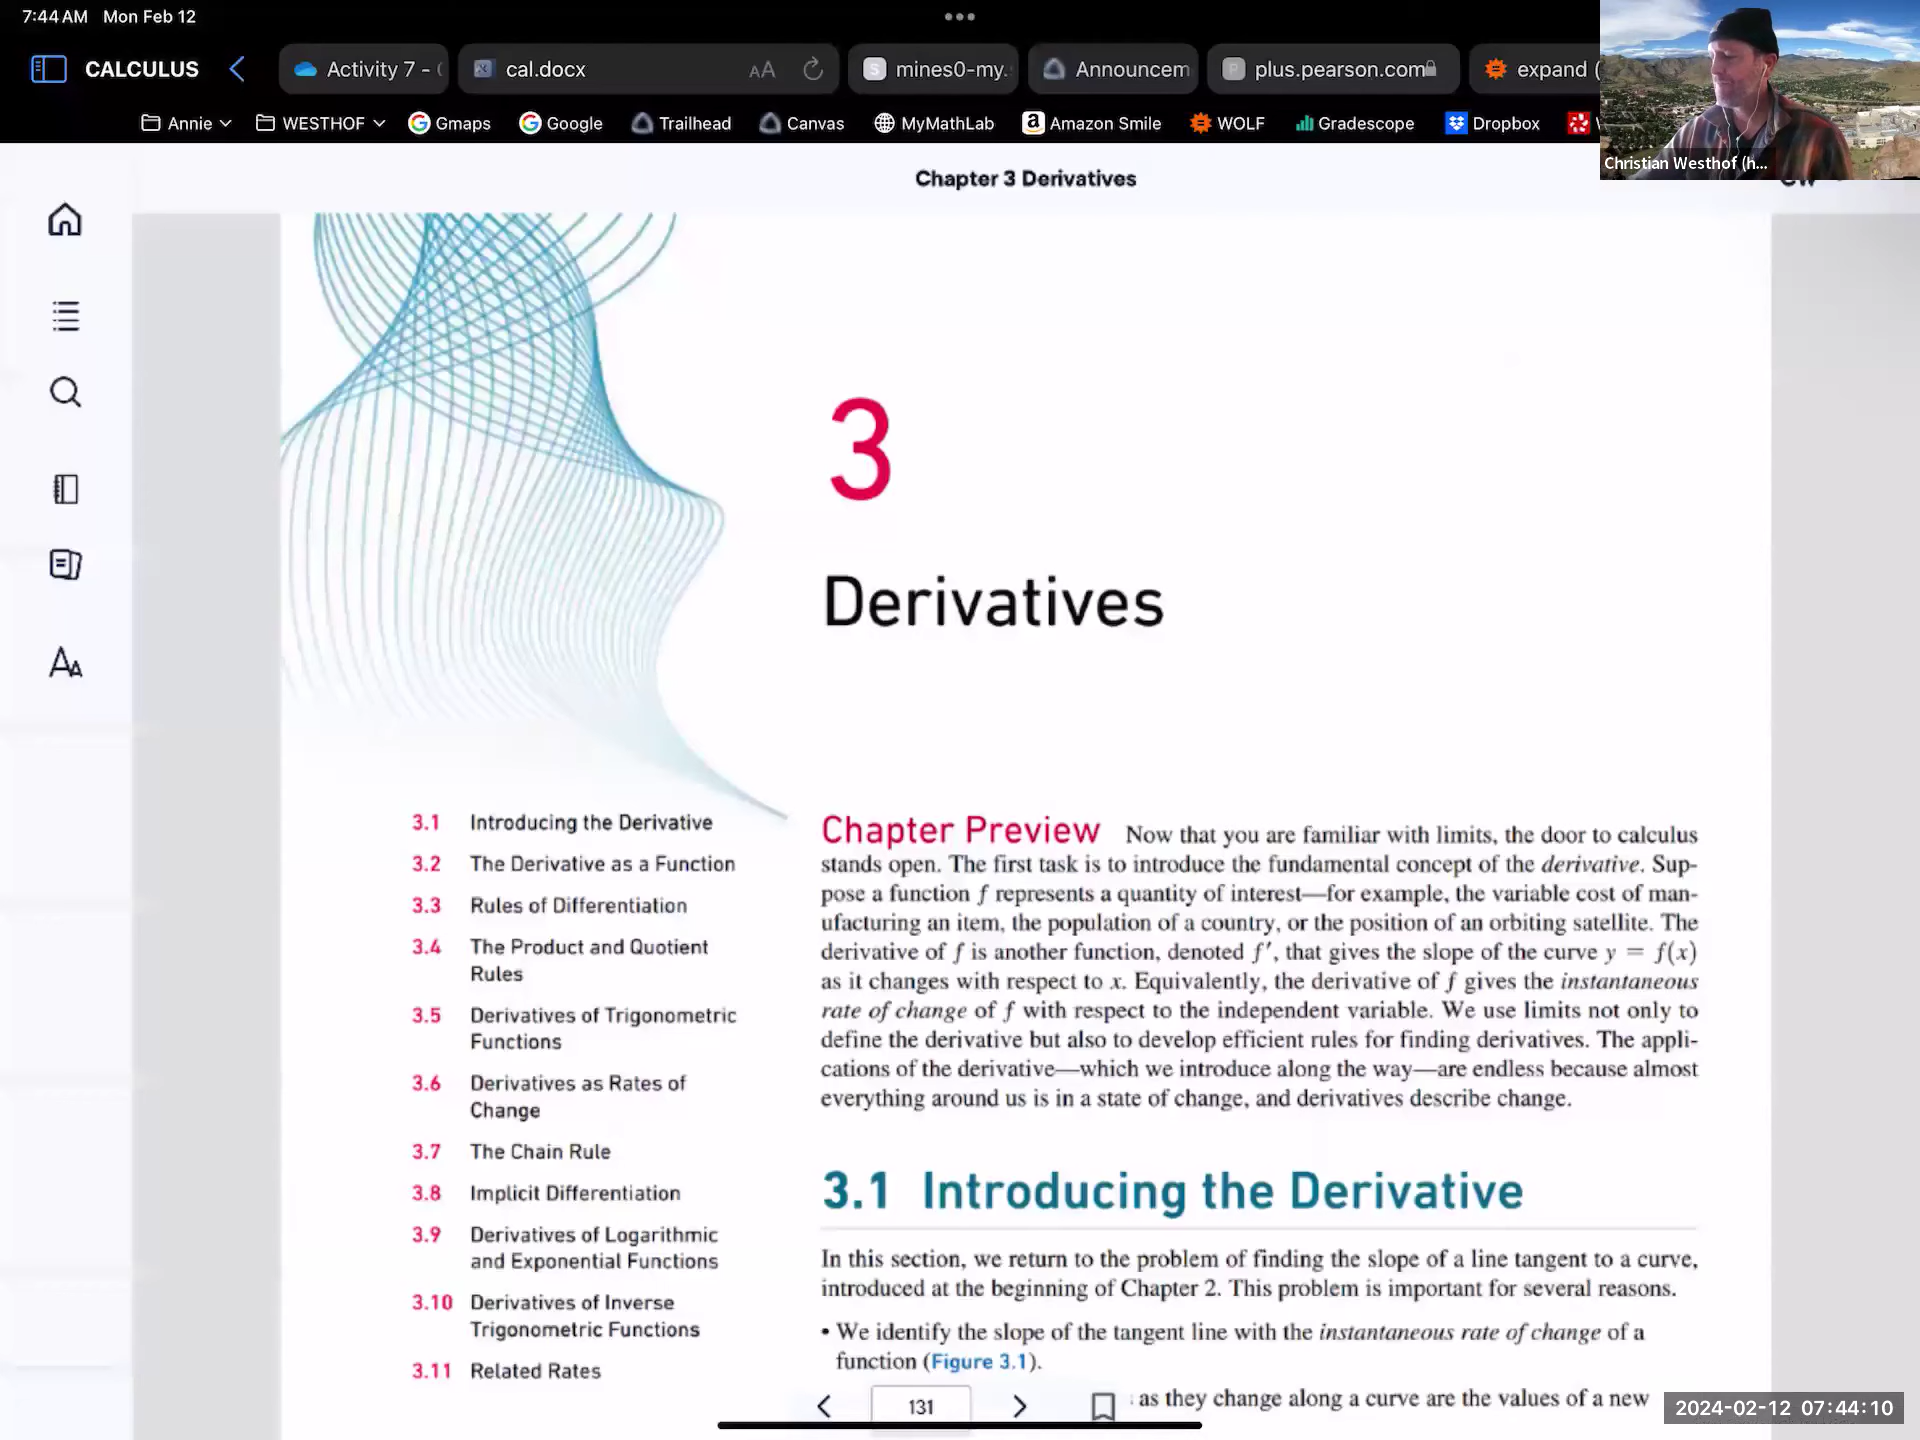 7:44 AM Mon Feb 12
CALCULUS
Activity 7 - (
cal.docx
AA
mines0-my.
Announcem
plus.pearson.com
expand (
Annie
WESTHOF
Gmaps
Google
Trailhead
Canvas
MyMathLab
Amazon Smile
WOLF
Gradescope
Dropbox
Christian Westhof (h...
Chapter 3 Derivatives
3
Derivatives
3.1 Introducing the Derivative
3.2 The Derivative as a Function
3.3 Rules of Differentiation
3.4 The Product and Quotient
Rules
3.5 Derivatives of Trigonometric
Functions
3.6 Derivatives as Rates of
Change
3.7 The Chain Rule
3.8 Implicit Differentiation
3.9 Derivatives of Logarithmic
and Exponential Functions
3.10 Derivatives of Inverse
Trigonometric Functions
3.11 Related Rates
Chapter Preview Now that you are familiar with limits, the door to calculus
stands open. The first task is to introduce the fundamental concept of the derivative. Sup-
pose a function f represents a quantity of interest—for example, the variable cost of man-
ufacturing an item, the population of a country, or the position of an orbiting satellite. The
derivative of f is another function, denoted f′, that gives the slope of the curve y = f(x)
as it changes with respect to x. Equivalently, the derivative of f gives the instantaneous
rate of change of f with respect to the independent variable. We use limits not only to
define the derivative but also to develop efficient rules for finding derivatives. The appli-
cations of the derivative—which we introduce along the way—are endless because almost
everything around us is in a state of change, and derivatives describe change.
3.1 Introducing the Derivative
In this section, we return to the problem of finding the slope of a line tangent to a curve,
introduced at the beginning of Chapter 2. This problem is important for several reasons.
• We identify the slope of the tangent line with the instantaneous rate of change of a
function (Figure 3.1).
as they change along a curve are the values of a new
131
2024-02-12 07:44:10